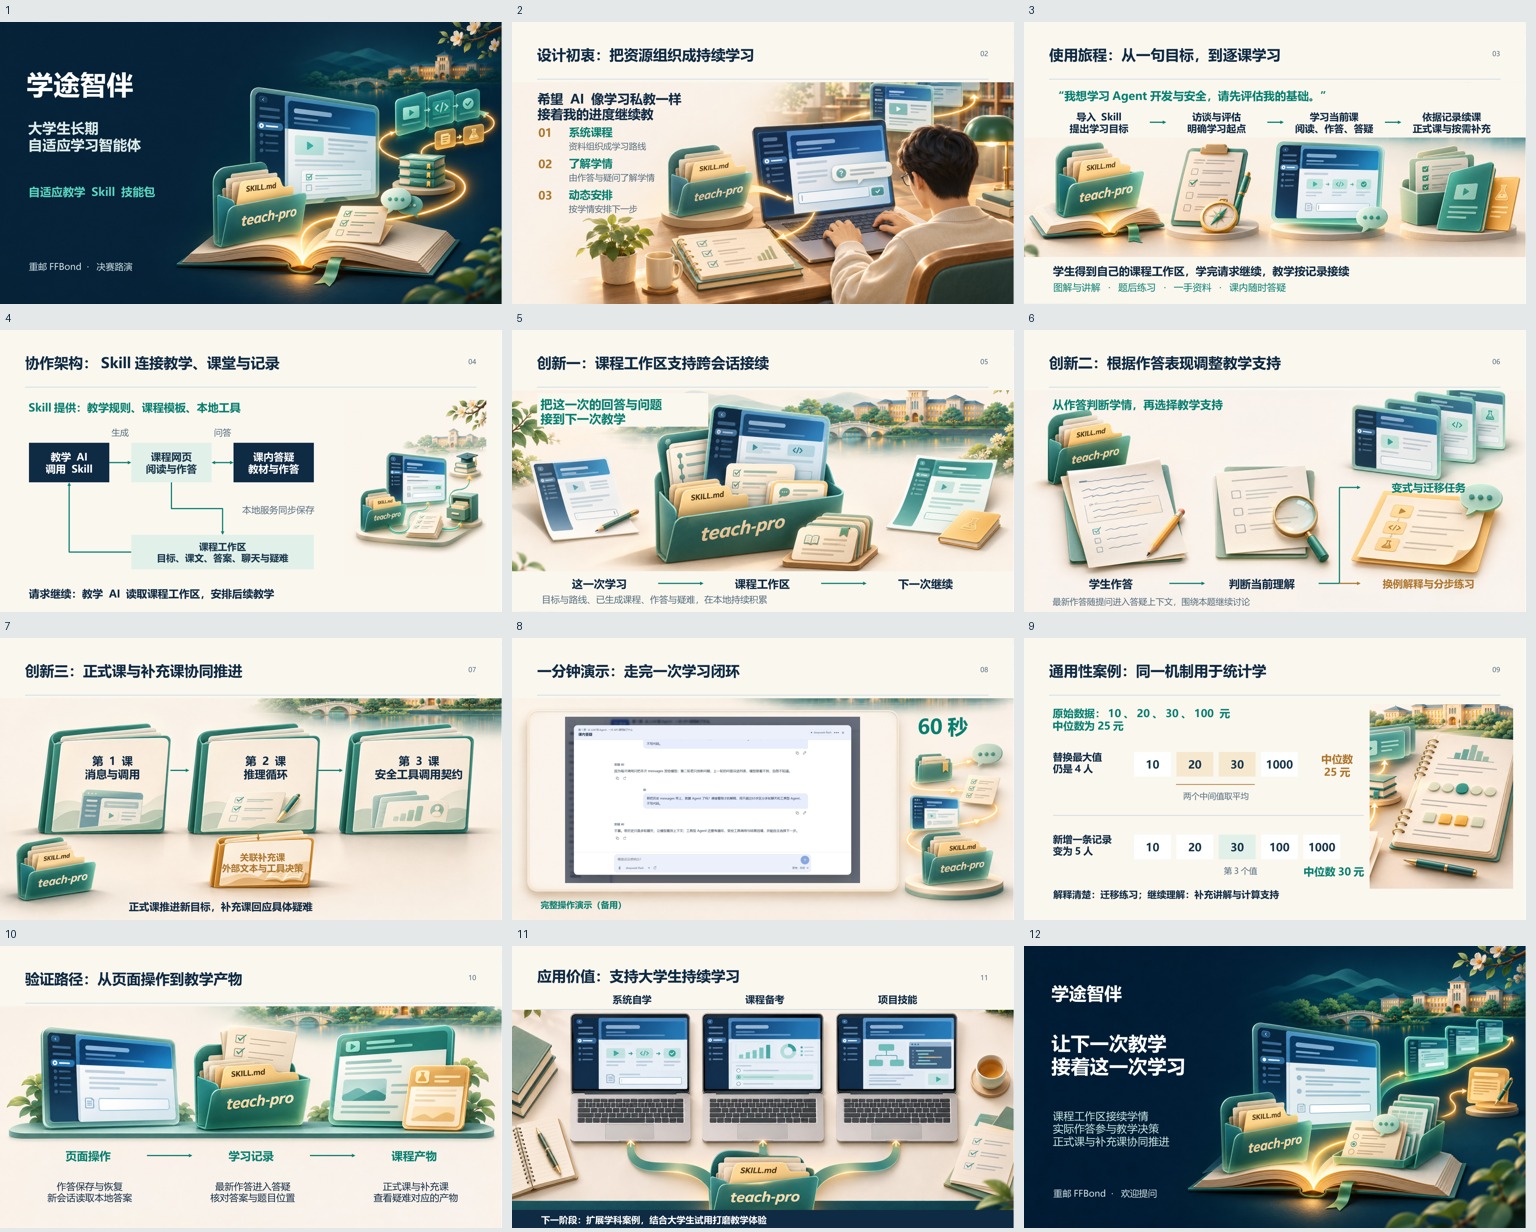 1
学途智伴
大学生长期
自适应学习智能体
自适应教学 Skill 技能包
重邮 FFBond · 决赛路演
SKILL.md
teach-pro
2
设计初衷：把资源组织成持续学习
02
希望 AI 像学习私教一样
接着我的进度继续教
01 系统课程
资料组织成学习路线
02 了解学情
由作答与疑问了解学情
03 动态安排
按学情安排下一步
SKILL.md
teach-pro
3
使用旅程：从一句目标，到逐课学习
03
“我想学习 Agent 开发与安全，请先评估我的基础。”
导入 Skill
提出学习目标
访谈与评估
明确学习起点
学习当前课
阅读、作答、答疑
依据记录续课
正式课与按需补充
SKILL.md
teach-pro
学生得到自己的课程工作区，学完请求继续，教学按记录接续
图解与讲解 · 题后练习 · 一手资料 · 课内随时答疑
4
协作架构： Skill 连接教学、课堂与记录
04
Skill 提供：教学规则、课程模板、本地工具
生成
问答
教学 AI
调用 Skill
课程网页
阅读与作答
课内答疑
教材与作答
本地服务同步保存
课程工作区
目标、课文、答案、聊天与疑难
请求继续：教学 AI 读取课程工作区，安排后续教学
SKILL.md
teach-pro
5
创新一：课程工作区支持跨会话接续
05
把这一次的回答与问题
接到下一次教学
SKILL.md
teach-pro
这一次学习
课程工作区
下一次继续
目标与路线、已生成课程、作答与疑难，在本地持续积累
6
创新二：根据作答表现调整教学支持
06
从作答判断学情，再选择教学支持
SKILL.md
teach-pro
变式与迁移任务
学生作答
判断当前理解
换例解释与分步练习
最新作答随提问进入答疑上下文，围绕本题继续讨论
7
创新三：正式课与补充课协同推进
07
第 1 课
消息与调用
第 2 课
推理循环
第 3 课
安全工具调用契约
SKILL.md
teach-pro
关联补充课
外部文本与工具决策
正式课推进新目标，补充课回应具体疑难
8
一分钟演示：走完一次学习闭环
08
60 秒
SKILL.md
teach-pro
完整操作演示（备用）
9
通用性案例：同一机制用于统计学
09
原始数据： 10 、 20 、 30 、 100 元
中位数为 25 元
替换最大值
仍是 4 人
10 20 30 1000
中位数
25 元
两个中间值取平均
新增一条记录
变为 5 人
10 20 30 100 1000
第 3 个值
中位数 30 元
解释清楚：迁移练习；继续理解：补充讲解与计算支持
10
验证路径：从页面操作到教学产物
10
SKILL.md
teach-pro
页面操作
学习记录
课程产物
作答保存与恢复
新会话读取本地答案
最新作答进入答疑
核对答案与题目位置
正式课与补充课
查看疑难对应的产物
11
应用价值：支持大学生持续学习
11
系统自学
课程备考
项目技能
SKILL.md
teach-pro
下一阶段：扩展学科案例，结合大学生试用打磨教学体验
12
学途智伴
让下一次教学
接着这一次学习
课程工作区接续学情
实际作答参与教学决策
正式课与补充课协同推进
重邮 FFBond · 欢迎提问
SKILL.md
teach-pro